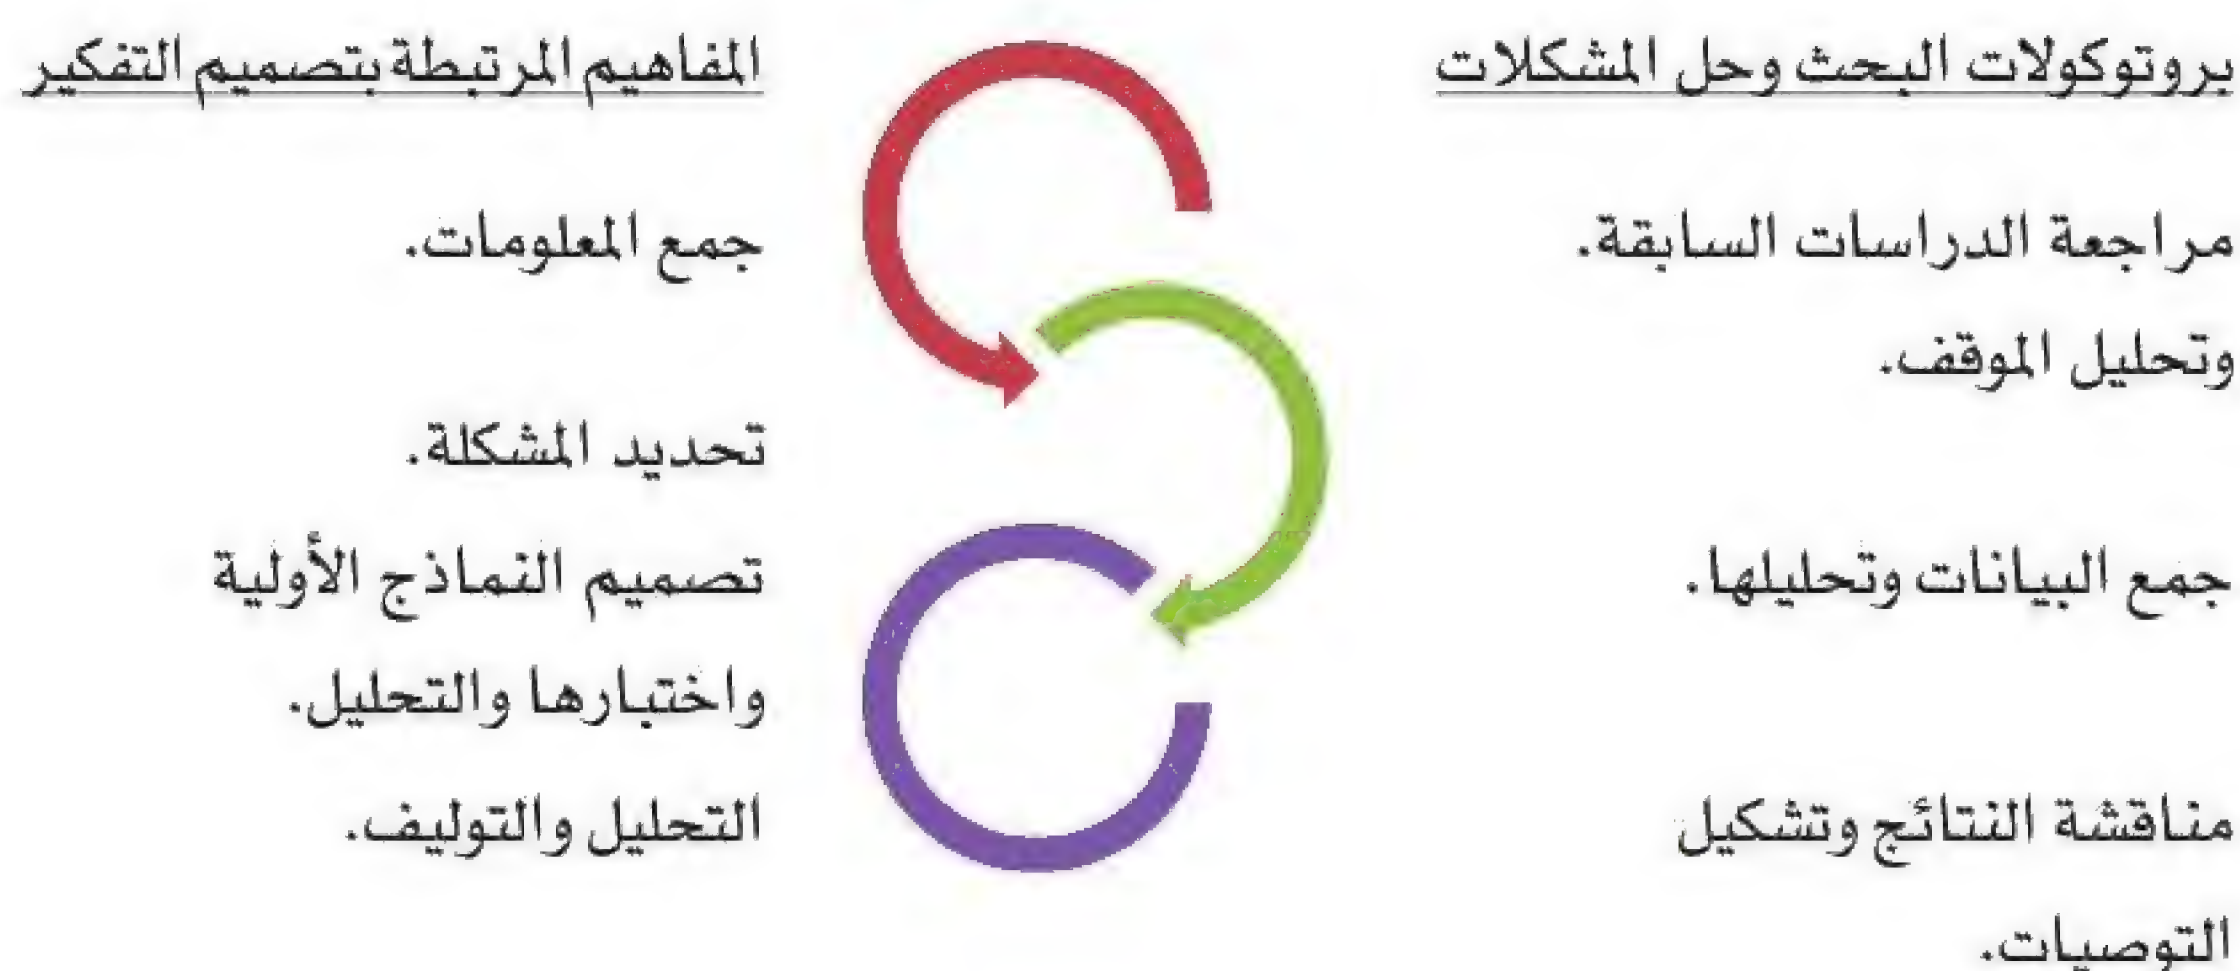 بروتوكولات البحث وحل المشكلات
مراجعة الدراسات السابقة.
وتحليل الموقف.
جمع البيانات وتحليلها.
مناقشة النتائج وتشكيل
التوصيات.
المفاهيم المرتبطة بتصميم التفكير
جمع المعلومات.
تحديد المشكلة.
تصميم النماذج الأولية
واختبارها والتحليل.
التحليل والتوليف.